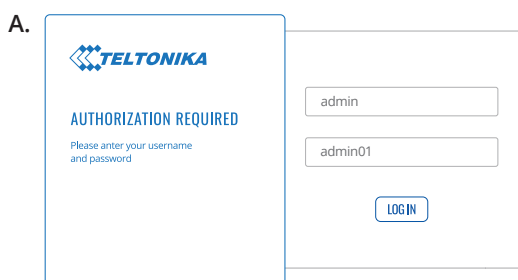 A.
TELTONIKA
AUTHORIZATION REQUIRED
Please anter your username
and password
admin
admin01
LOG IN